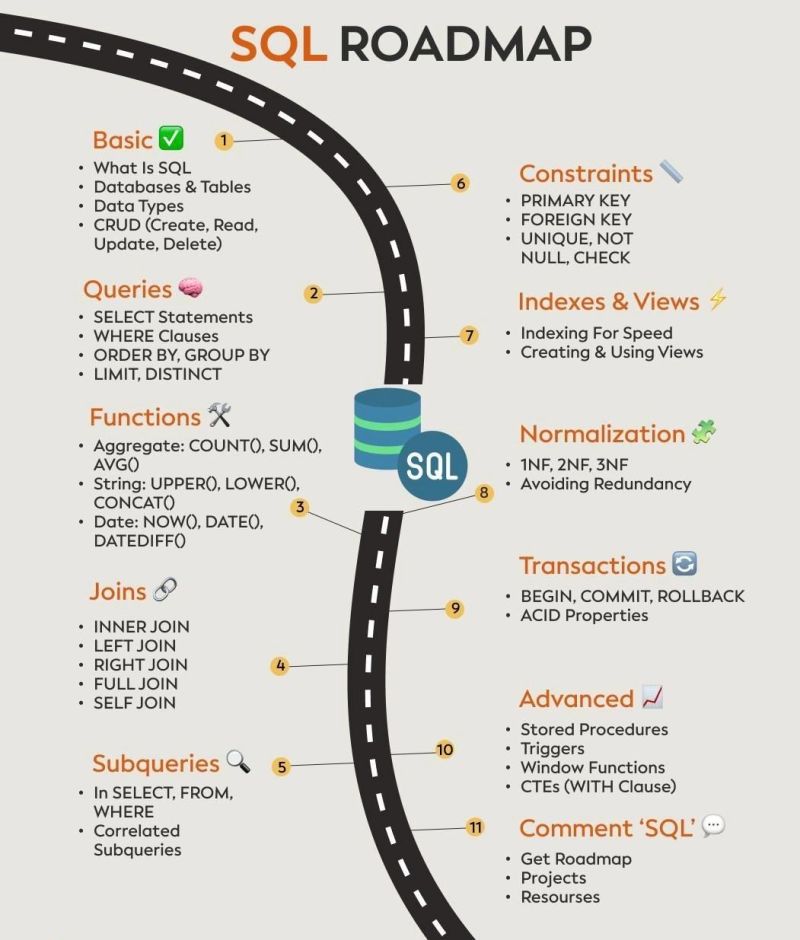 SQL ROADMAP
1
Basic
• What Is SQL
• Databases & Tables
• Data Types
• CRUD (Create, Read,
Update, Delete)
2
Queries
• SELECT Statements
• WHERE Clauses
• ORDER BY, GROUP BY
• LIMIT, DISTINCT
3
Functions
• Aggregate: COUNT(), SUM(),
AVG()
• String: UPPER(), LOWER(),
CONCAT()
• Date: NOW(), DATE(),
DATEDIFF()
4
Joins
• INNER JOIN
• LEFT JOIN
• RIGHT JOIN
• FULL JOIN
• SELF JOIN
5
Subqueries
• In SELECT, FROM,
WHERE
• Correlated
Subqueries
SQL
6
Constraints
• PRIMARY KEY
• FOREIGN KEY
• UNIQUE, NOT
NULL, CHECK
7
Indexes & Views
• Indexing For Speed
• Creating & Using Views
8
Normalization
• 1NF, 2NF, 3NF
• Avoiding Redundancy
9
Transactions
• BEGIN, COMMIT, ROLLBACK
• ACID Properties
10
Advanced
• Stored Procedures
• Triggers
• Window Functions
• CTEs (WITH Clause)
11
Comment ‘SQL’
• Get Roadmap
• Projects
• Resourses